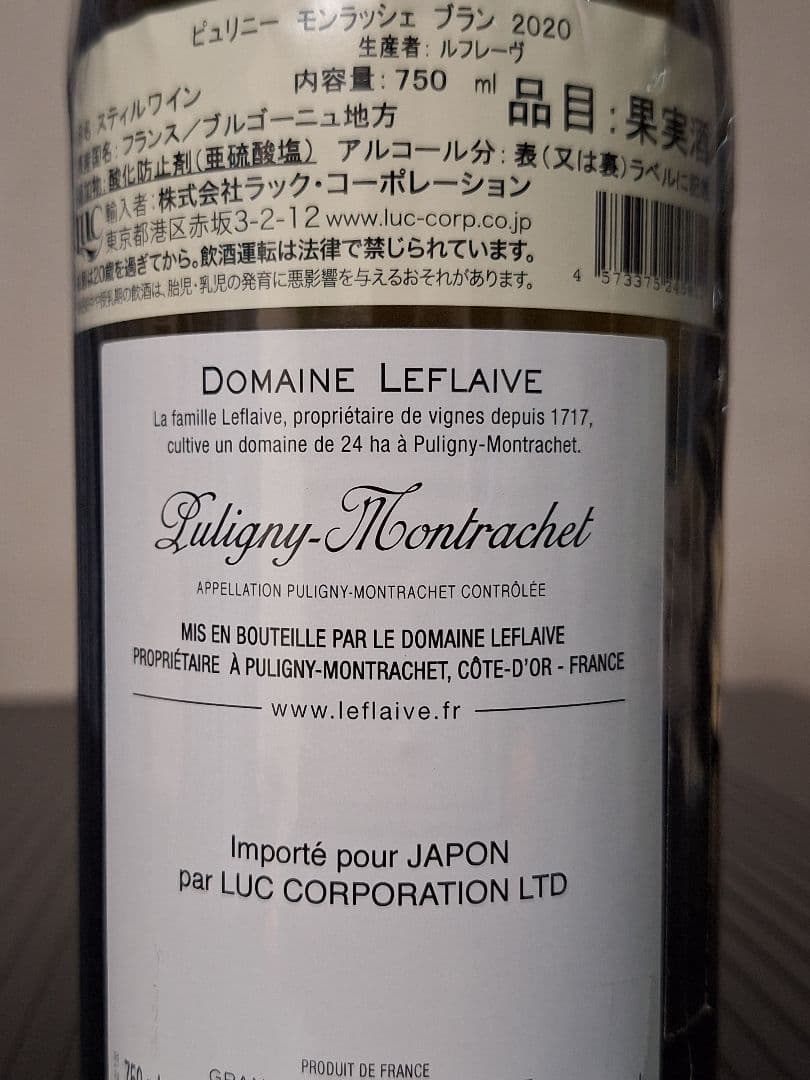 ピュリニー モンラッシェ ブラン 2020
生産者: ルフレーヴ
内容量: 750 ml
品目: 果実酒
スティルワイン
国名: フランス/ブルゴーニュ地方
酸化防止剤(亜硫酸塩) アルコール分: 表(又は裏)ラベルに
LUC 輸入者: 株式会社ラック・コーポレーション
東京都港区赤坂3-2-12 www.luc-corp.co.jp
は20歳を過ぎてから。飲酒運転は法律で禁じられています。
乳期の飲酒は、胎児・乳児の発育に悪影響を与えるおそれがあります。
4 573375
DOMAINE LEFLAIVE
La famille Leflaive, propriétaire de vignes depuis 1717,
cultive un domaine de 24 ha à Puligny-Montrachet.
Puligny-Montrachet
APPELLATION PULIGNY-MONTRACHET CONTRÔLÉE
MIS EN BOUTEILLE PAR LE DOMAINE LEFLAIVE
PROPRIÉTAIRE À PULIGNY-MONTRACHET, CÔTE-D'OR - FRANCE
www.leflaive.fr
Importé pour JAPON
par LUC CORPORATION LTD
PRODUIT DE FRANCE
750